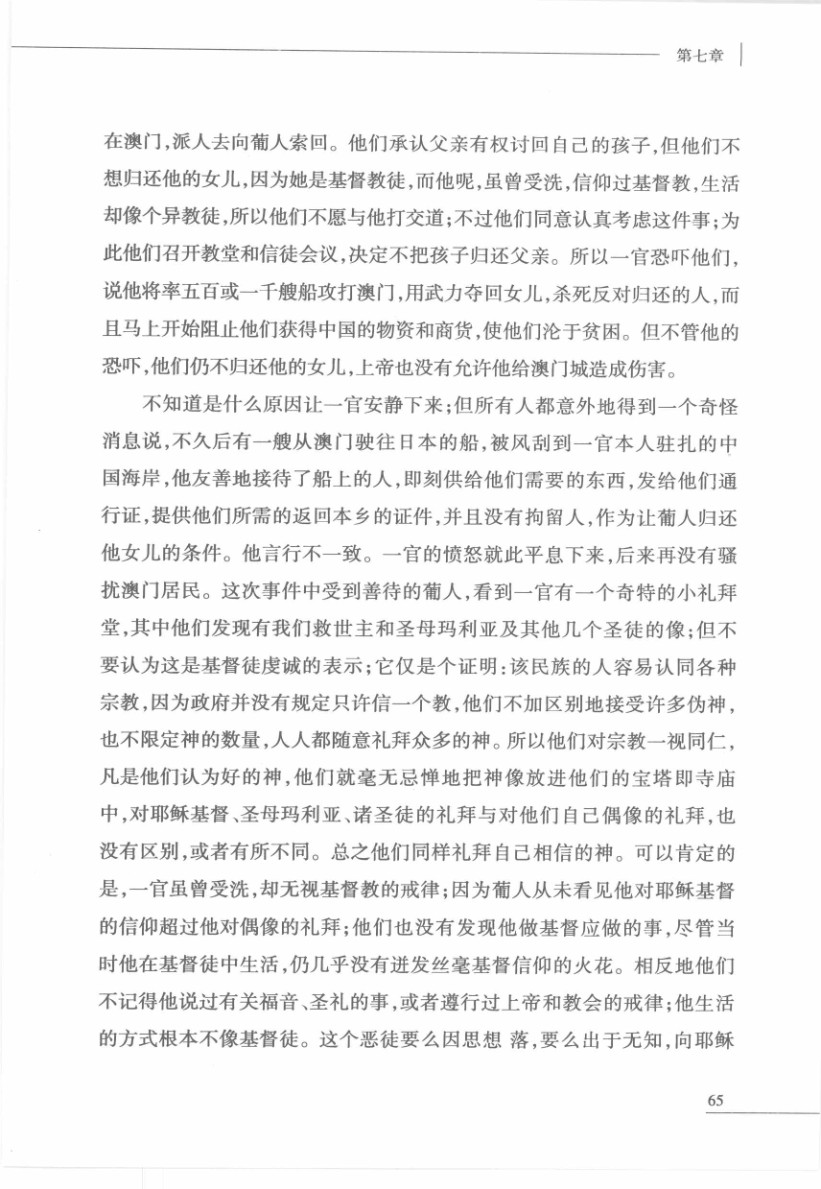 第七章
在澳门,派人去向葡人索回。他们承认父亲有权讨回自己的孩子,但他们不
想归还他的女儿,因为她是基督教徒,而他呢,虽曾受洗,信仰过基督教,生活
却像个异教徒,所以他们不愿与他打交道;不过他们同意认真考虑这件事;为
此他们召开教堂和信徒会议,决定不把孩子归还父亲。所以一官恐吓他们,
说他将率五百或一千艘船攻打澳门,用武力夺回女儿,杀死反对归还的人,而
且马上开始阻止他们获得中国的物资和商货,使他们沦于贫困。但不管他的
恐吓,他们仍不归还他的女儿,上帝也没有允许他给澳门城造成伤害。
不知道是什么原因让一官安静下来;但所有人都意外地得到一个奇怪
消息说,不久后有一艘从澳门驶往日本的船,被风刮到一官本人驻扎的中
国海岸,他友善地接待了船上的人,即刻供给他们需要的东西,发给他们通
行证,提供他们所需的返回本乡的证件,并且没有拘留人,作为让葡人归还
他女儿的条件。他言行不一致。一官的愤怒就此平息下来,后来再没有骚
扰澳门居民。这次事件中受到善待的葡人,看到一官有一个奇特的小礼拜
堂,其中他们发现有我们救世主和圣母玛利亚及其他几个圣徒的像;但不
要认为这是基督徒虔诚的表示;它仅是个证明:该民族的人容易认同各种
宗教,因为政府并没有规定只许信一个教,他们不加区别地接受许多伪神,
也不限定神的数量,人人都随意礼拜众多的神。所以他们对宗教一视同仁,
凡是他们认为好的神,他们就毫无忌惮地把神像放进他们的宝塔即寺庙
中,对耶稣基督、圣母玛利亚、诸圣徒的礼拜与对他们自己偶像的礼拜,也
没有区别,或者有所不同。总之他们同样礼拜自己相信的神。可以肯定的
是,一官虽曾受洗,却无视基督教的戒律;因为葡人从未看见他对耶稣基督
的信仰超过他对偶像的礼拜;他们也没有发现他做基督应做的事,尽管当
时他在基督徒中生活,仍几乎没有迸发丝毫基督信仰的火花。相反地他们
不记得他说过有关福音、圣礼的事,或者遵行过上帝和教会的戒律;他生活
的方式根本不像基督徒。这个恶徒要么因思想 落,要么出于无知,向耶稣
65